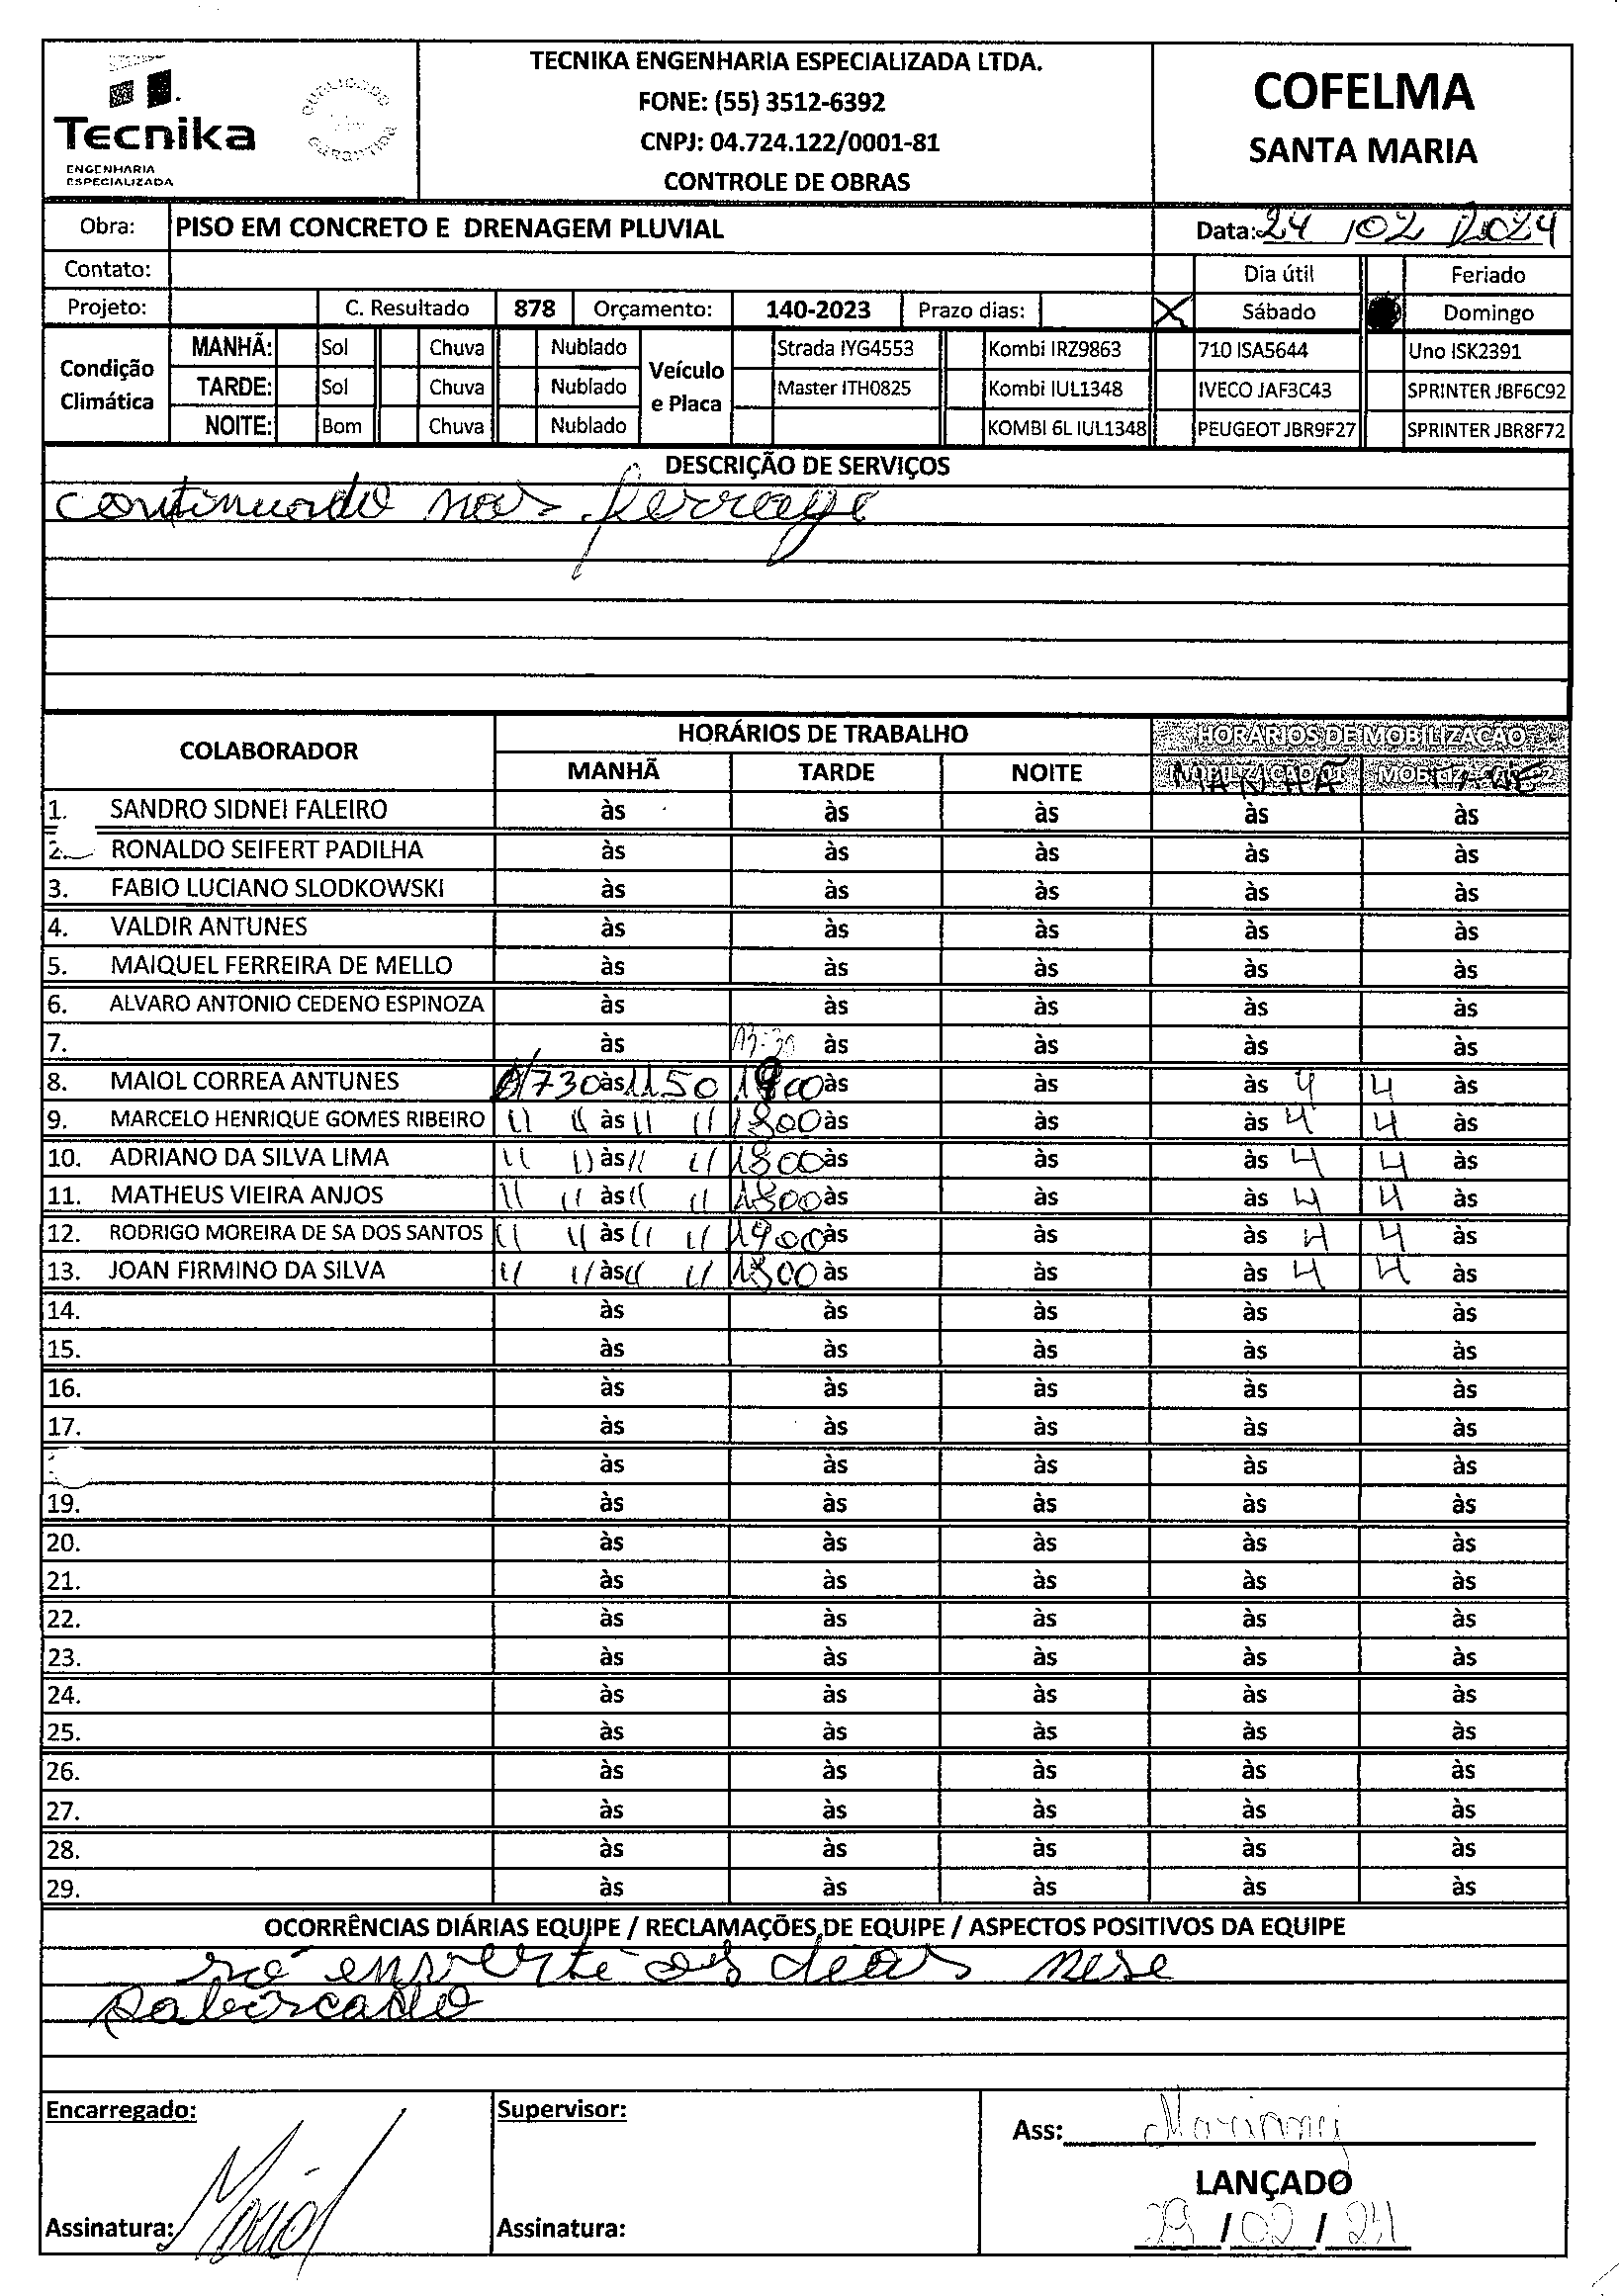 Tecnika
ENGENHARIA
ESPECIALIZADA
TECNIKA ENGENHARIA ESPECIALIZADA LTDA.
FONE: (55) 3512-6392
CNPJ: 04.724.122/0001-81
CONTROLE DE OBRAS
COFELMA
SANTA MARIA
Obra: PISO EM CONCRETO E DRENAGEM PLUVIAL Data: 24 / 02 / 2024
Contato: Dia útil Feriado
Projeto: C. Resultado 878 Orçamento: 140-2023 Prazo dias: X Sábado Domingo
Condição Climática Veículo e Placa
MANHÃ: Sol Chuva Nublado Strada IYG4553 Kombi IRZ9863 710 ISA5644 Uno ISK2391
TARDE: Sol Chuva Nublado Master ITH0825 Kombi IUL1348 IVECO JAF3C43 SPRINTER JBF6C92
NOITE: Bom Chuva Nublado KOMBI 6L IUL1348 PEUGEOT JBR9F27 SPRINTER JBR8F72
DESCRIÇÃO DE SERVIÇOS
continuado nas ferrage
COLABORADOR HORÁRIOS DE TRABALHO HORÁRIOS DE MOBILIZAÇÃO
MANHÃ TARDE NOITE MANHÃ
1. SANDRO SIDNEI FALEIRO às às às às às
2. RONALDO SEIFERT PADILHA às às às às às
3. FABIO LUCIANO SLODKOWSKI às às às às às
4. VALDIR ANTUNES às às às às às
5. MAIQUEL FERREIRA DE MELLO às às às às às
6. ALVARO ANTONIO CEDENO ESPINOZA às às às às às
7. às às às às às
8. MAIOL CORREA ANTUNES 730 às 1150 às às às 4 4 às
9. MARCELO HENRIQUE GOMES RIBEIRO " " às " " 1800 às às às 4 4 às
10. ADRIANO DA SILVA LIMA " " às " " 1800 às às às 4 4 às
11. MATHEUS VIEIRA ANJOS " " às " " 1800 às às às 4 4 às
12. RODRIGO MOREIRA DE SA DOS SANTOS " " às " " 1900 às às às 4 4 às
13. JOAN FIRMINO DA SILVA " " às " " 1800 às às às 4 4 às
14. às às às às às
15. às às às às às
16. às às às às às
17. às às às às às
às às às às às
19. às às às às às
20. às às às às às
21. às às às às às
22. às às às às às
23. às às às às às
24. às às às às às
25. às às às às às
26. às às às às às
27. às às às às às
28. às às às às às
29. às às às às às
OCORRÊNCIAS DIÁRIAS EQUIPE / RECLAMAÇÕES DE EQUIPE / ASPECTOS POSITIVOS DA EQUIPE
Encarregado: Supervisor:
Ass:
LANÇADO
Assinatura: Assinatura: 29 / 02 / 24